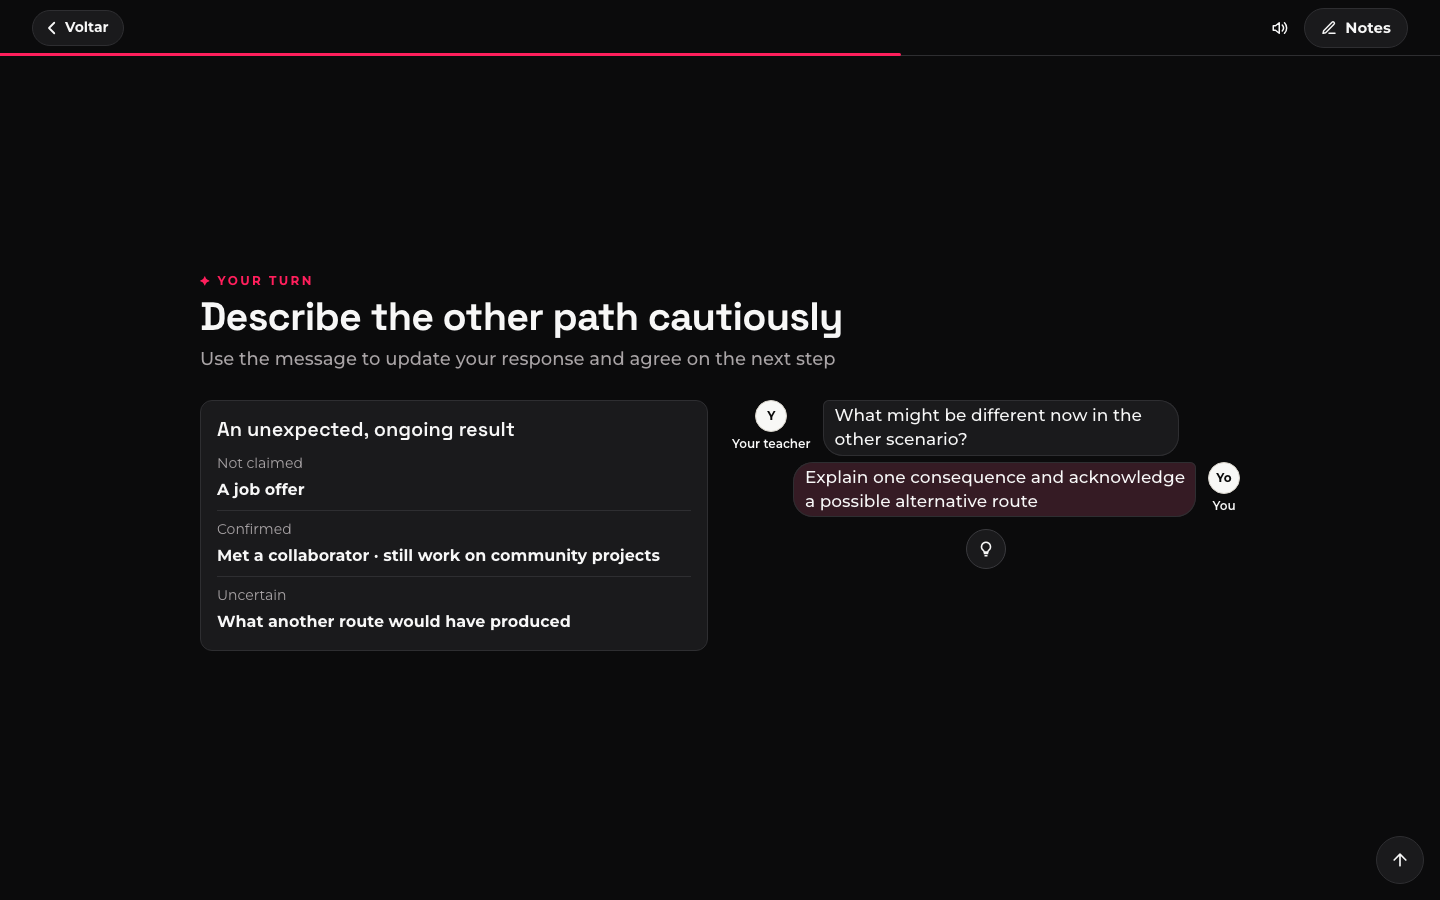 Voltar
Notes
YOUR TURN
Describe the other path cautiously
Use the message to update your response and agree on the next step
An unexpected, ongoing result
Not claimed
A job offer
Confirmed
Met a collaborator · still work on community projects
Uncertain
What another route would have produced
Y
Your teacher
What might be different now in the
other scenario?
Explain one consequence and acknowledge
a possible alternative route
Yo
You